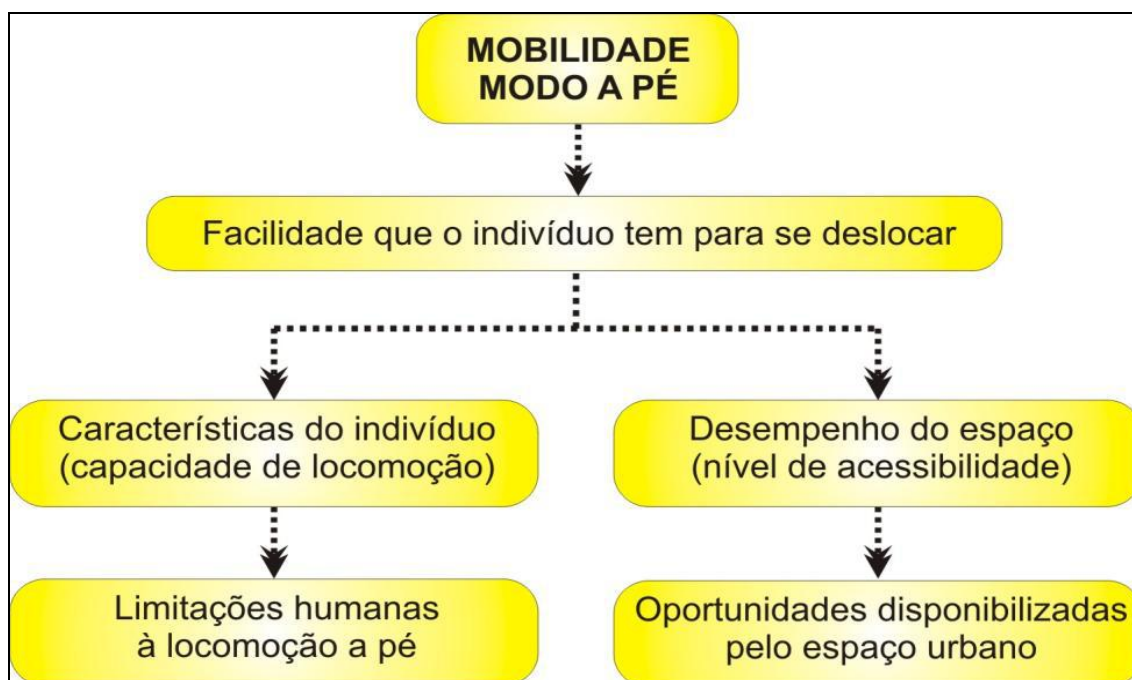 MOBILIDADE
MODO A PÉ
Facilidade que o indivíduo tem para se deslocar
Características do indivíduo
(capacidade de locomoção)
Desempenho do espaço
(nível de acessibilidade)
Limitações humanas
à locomoção a pé
Oportunidades disponibilizadas
pelo espaço urbano